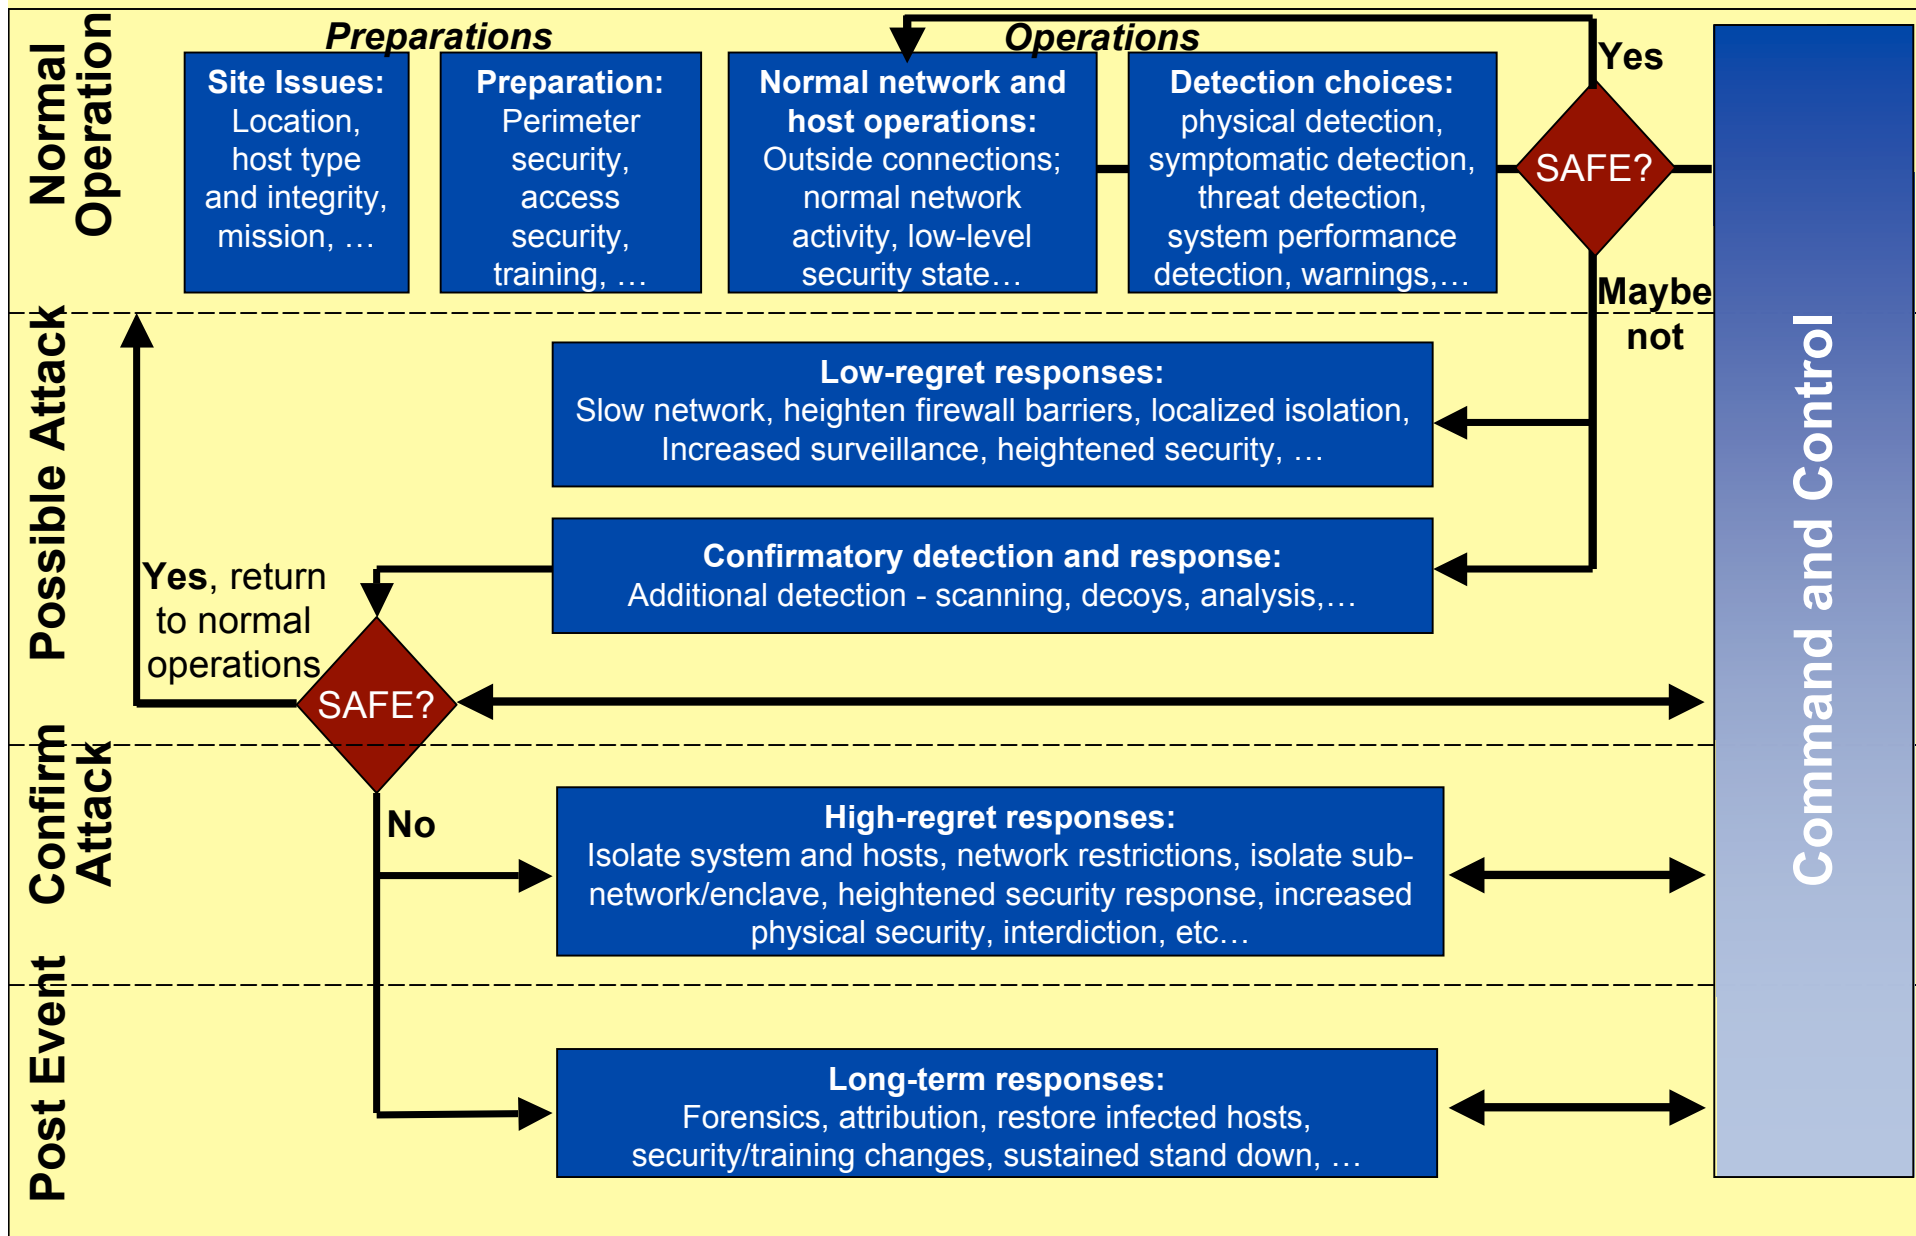 Normal
Operation
Preparations
Operations
Site Issues:
Location,
host type
and integrity,
mission, …
Preparation:
Perimeter
security,
access
security,
training, …
Normal network and
host operations:
Outside connections;
normal network
activity, low-level
security state…
Detection choices:
physical detection,
symptomatic detection,
threat detection,
system performance
detection, warnings,…
SAFE?
Yes
Maybe
not
Command and Control
Possible Attack
Low-regret responses:
Slow network, heighten firewall barriers, localized isolation,
Increased surveillance, heightened security, …
Confirmatory detection and response:
Additional detection - scanning, decoys, analysis,…
Yes, return
to normal
operations
SAFE?
Confirm
Attack
No
High-regret responses:
Isolate system and hosts, network restrictions, isolate sub-
network/enclave, heightened security response, increased
physical security, interdiction, etc…
Post Event
Long-term responses:
Forensics, attribution, restore infected hosts,
security/training changes, sustained stand down, …